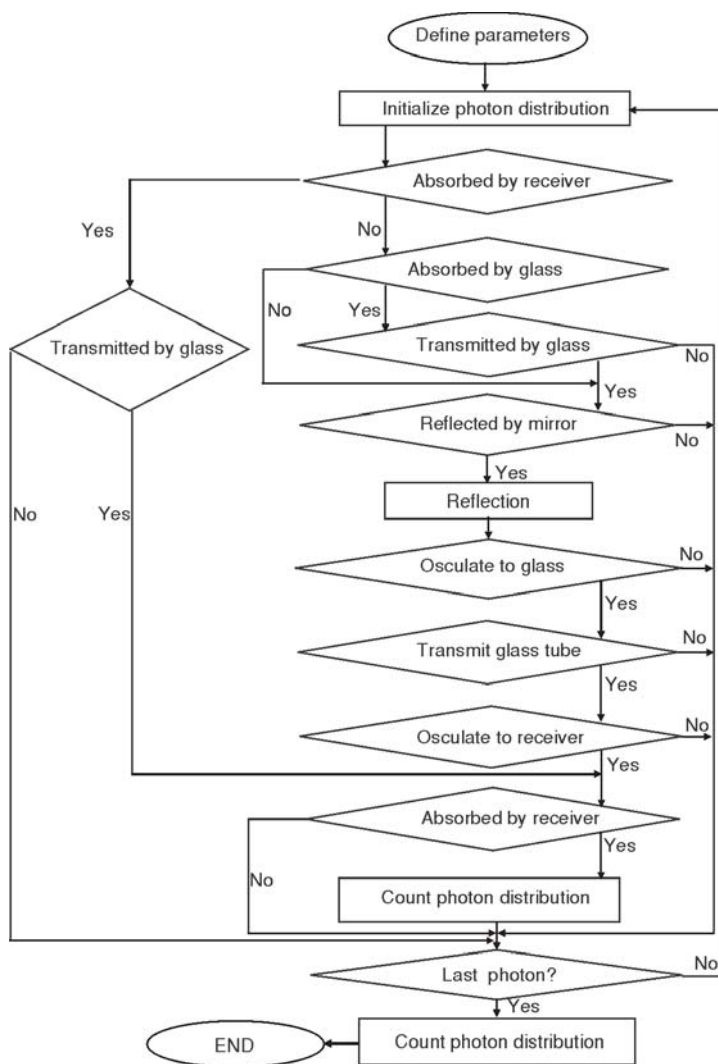 Define parameters
Initialize photon distribution
Absorbed by receiver
Yes
No
Absorbed by glass
No
Yes
Transmitted by glass
Transmitted by glass
No
Yes
Reflected by mirror
No
Yes
No
Yes
Reflection
Osculate to glass
No
Yes
Transmit glass tube
No
Yes
Osculate to receiver
No
Yes
Absorbed by receiver
Yes
No
Count photon distribution
Last photon?
No
Yes
END
Count photon distribution